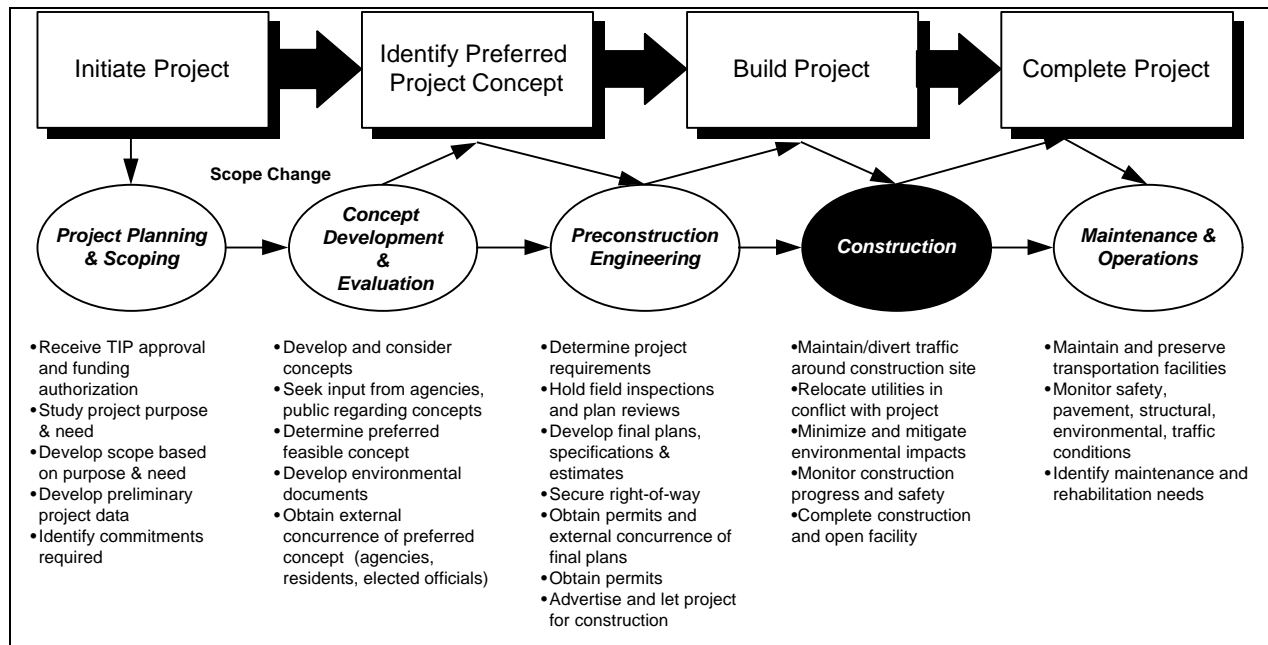 Initiate Project
Identify Preferred
Project Concept
Build Project
Complete Project
Scope Change
Project Planning
& Scoping
Concept
Development
&
Evaluation
Preconstruction
Engineering
Construction
Maintenance &
Operations
•Receive TIP approval
and funding
authorization
•Study project purpose
& need
•Develop scope based
on purpose & need
•Develop preliminary
project data
•Identify commitments
required
•Develop and consider
concepts
•Seek input from agencies,
public regarding concepts
•Determine preferred
feasible concept
•Develop environmental
documents
•Obtain external
concurrence of preferred
concept (agencies,
residents, elected officials)
•Determine project
requirements
•Hold field inspections
and plan reviews
•Develop final plans,
specifications &
estimates
•Secure right-of-way
•Obtain permits and
external concurrence of
final plans
•Obtain permits
•Advertise and let project
for construction
•Maintain/divert traffic
around construction site
•Relocate utilities in
conflict with project
•Minimize and mitigate
environmental impacts
•Monitor construction
progress and safety
•Complete construction
and open facility
•Maintain and preserve
transportation facilities
•Monitor safety,
pavement, structural,
environmental, traffic
conditions
•Identify maintenance and
rehabilitation needs